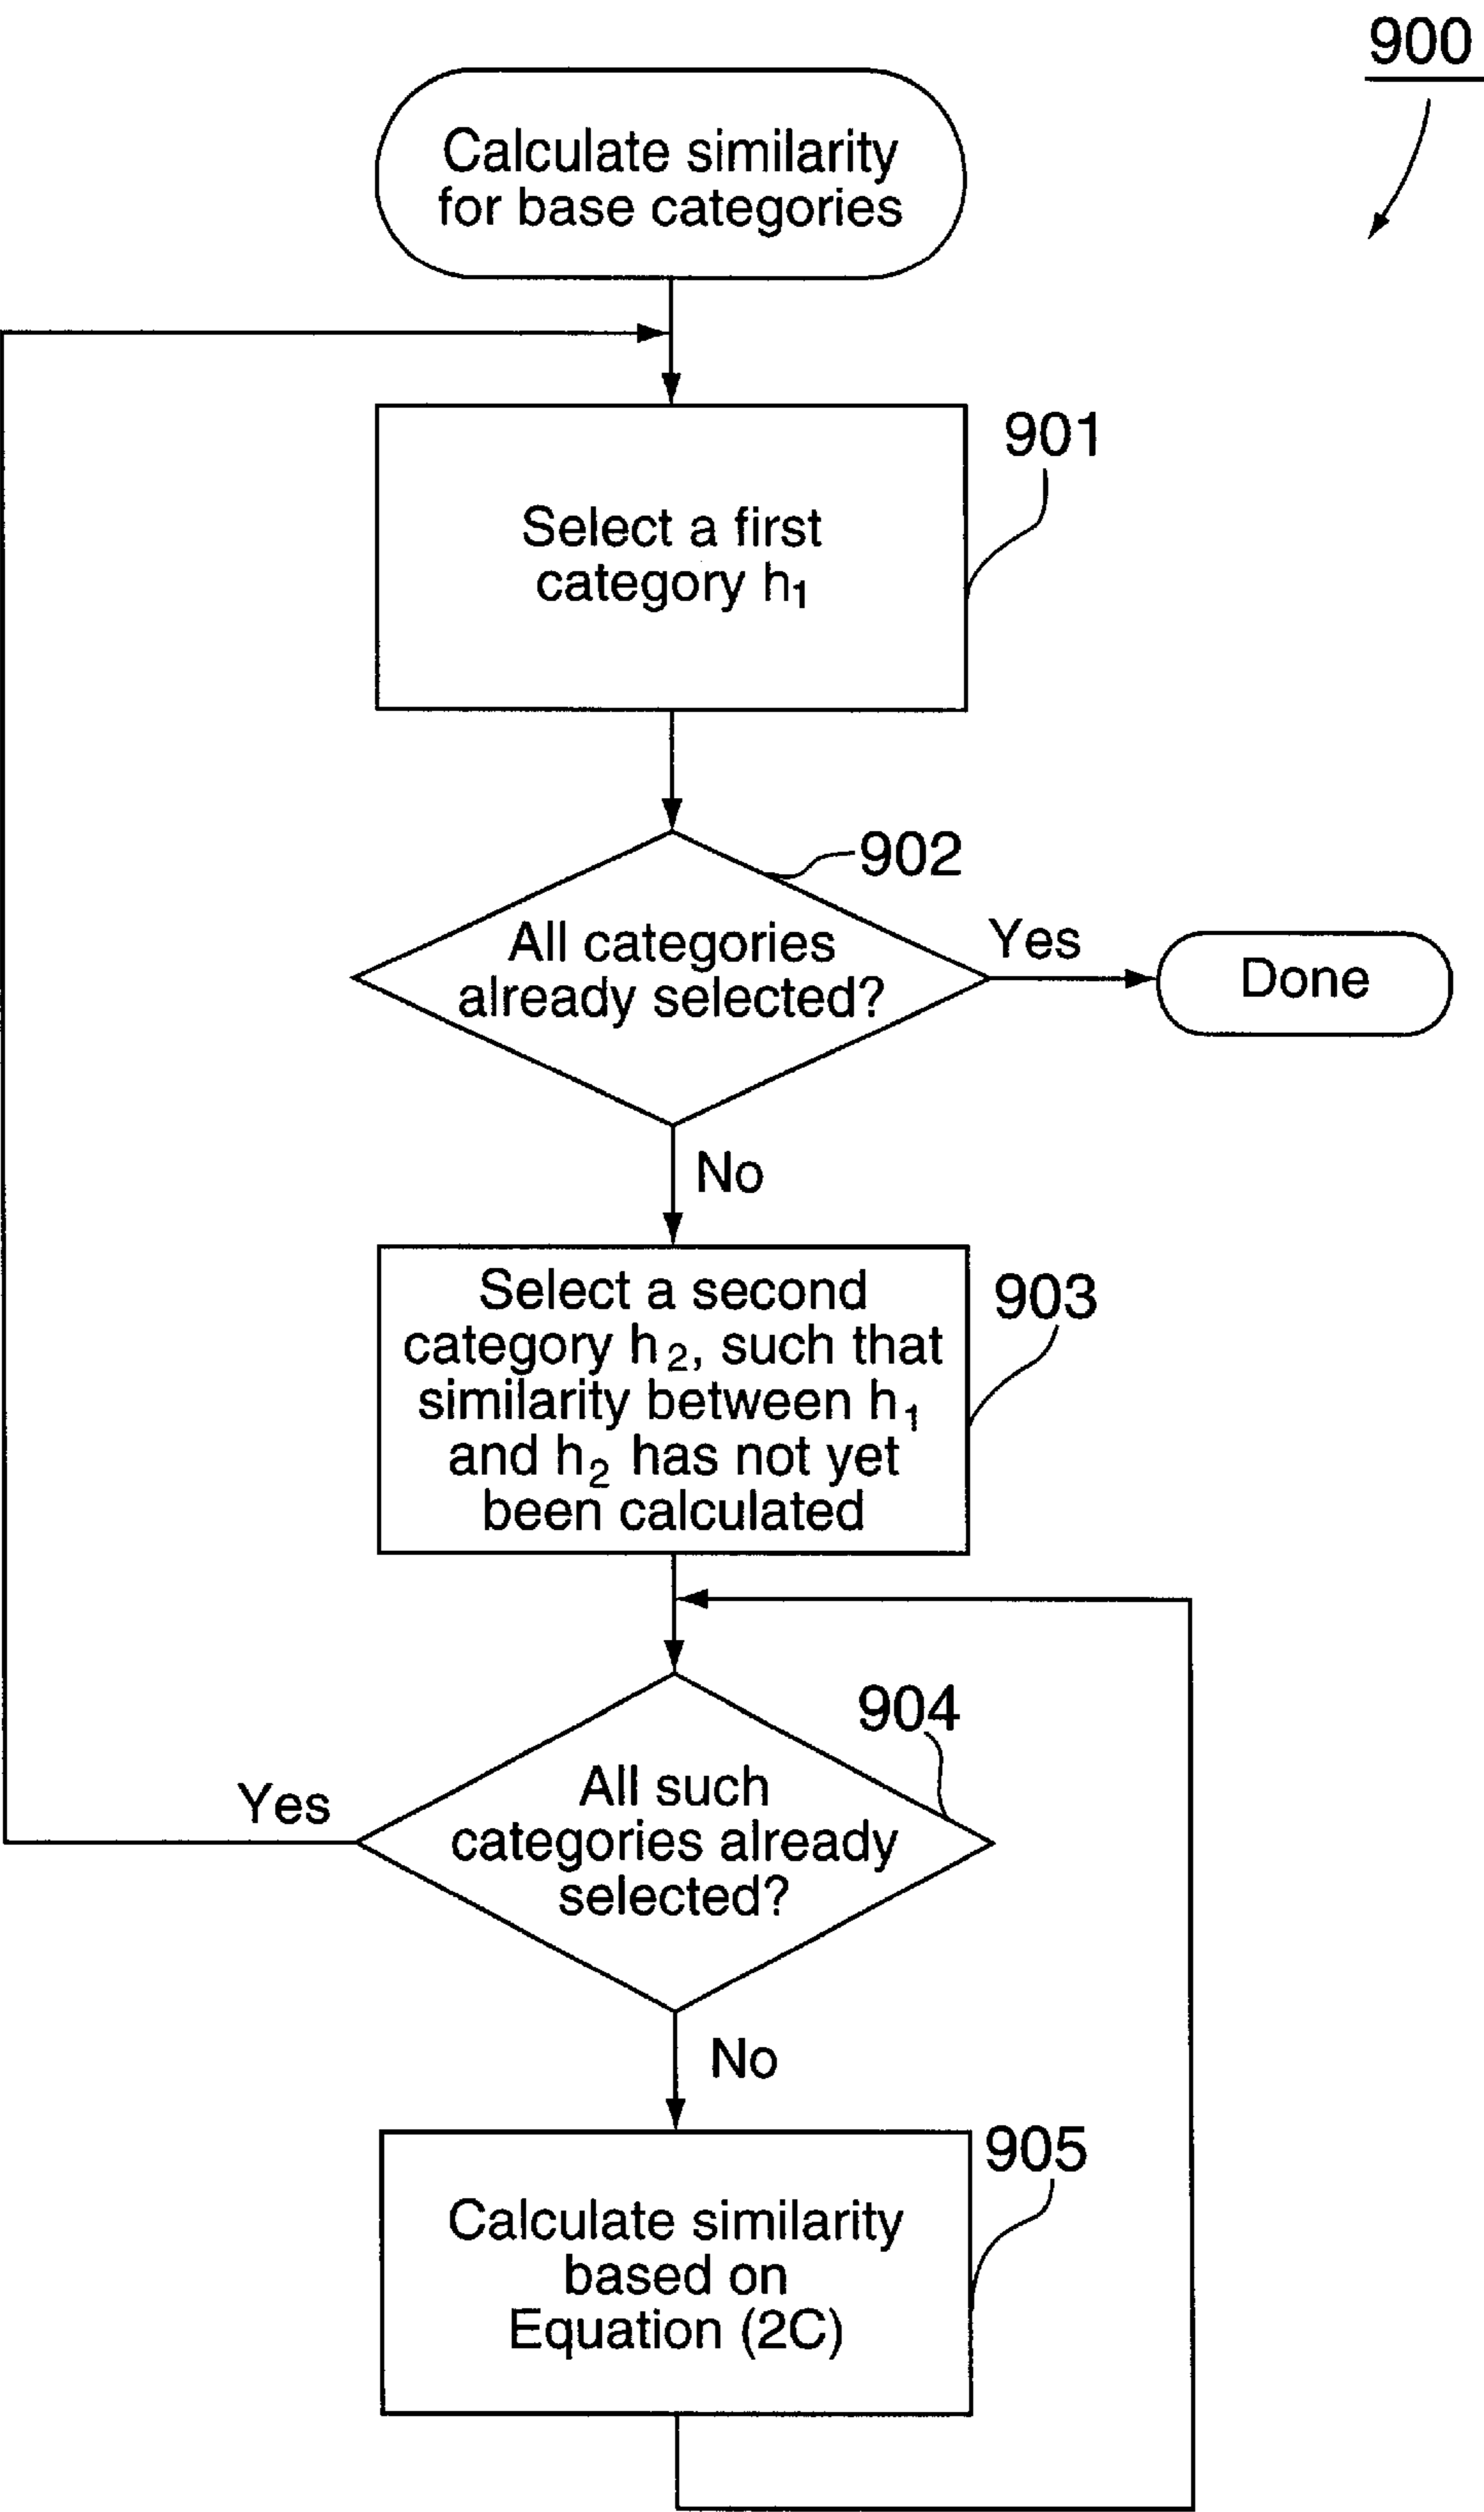 900
Calculate similarity
for base categories
901
Select a first
category h₁
902
All categories
already selected?
Yes
Done
No
Select a second
category h₂, such that
similarity between h₁
and h₂ has not yet
been calculated
903
904
All such
categories already
selected?
Yes
No
905
Calculate similarity
based on
Equation (2C)